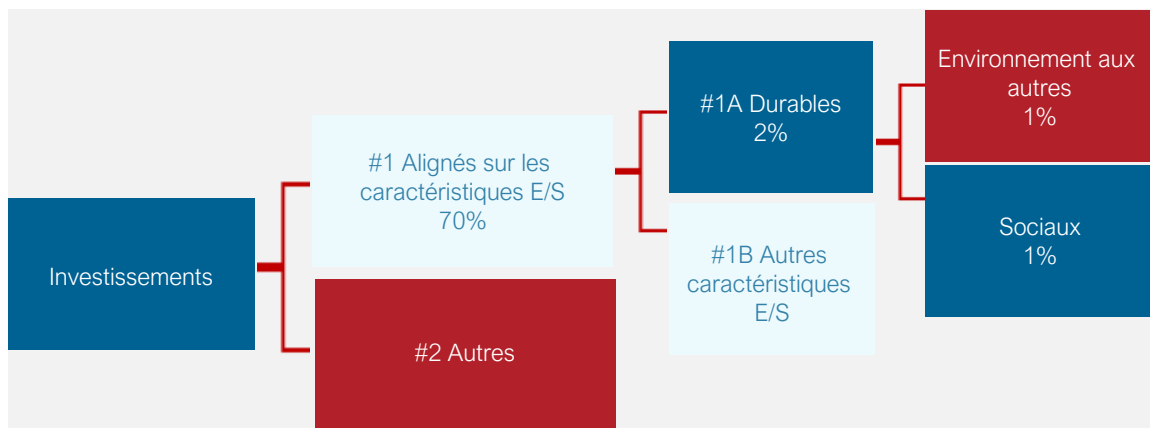 Investissements
#1 Alignés sur les
caractéristiques E/S
70%
#2 Autres
#1A Durables
2%
#1B Autres
caractéristiques
E/S
Environnement aux
autres
1%
Sociaux
1%